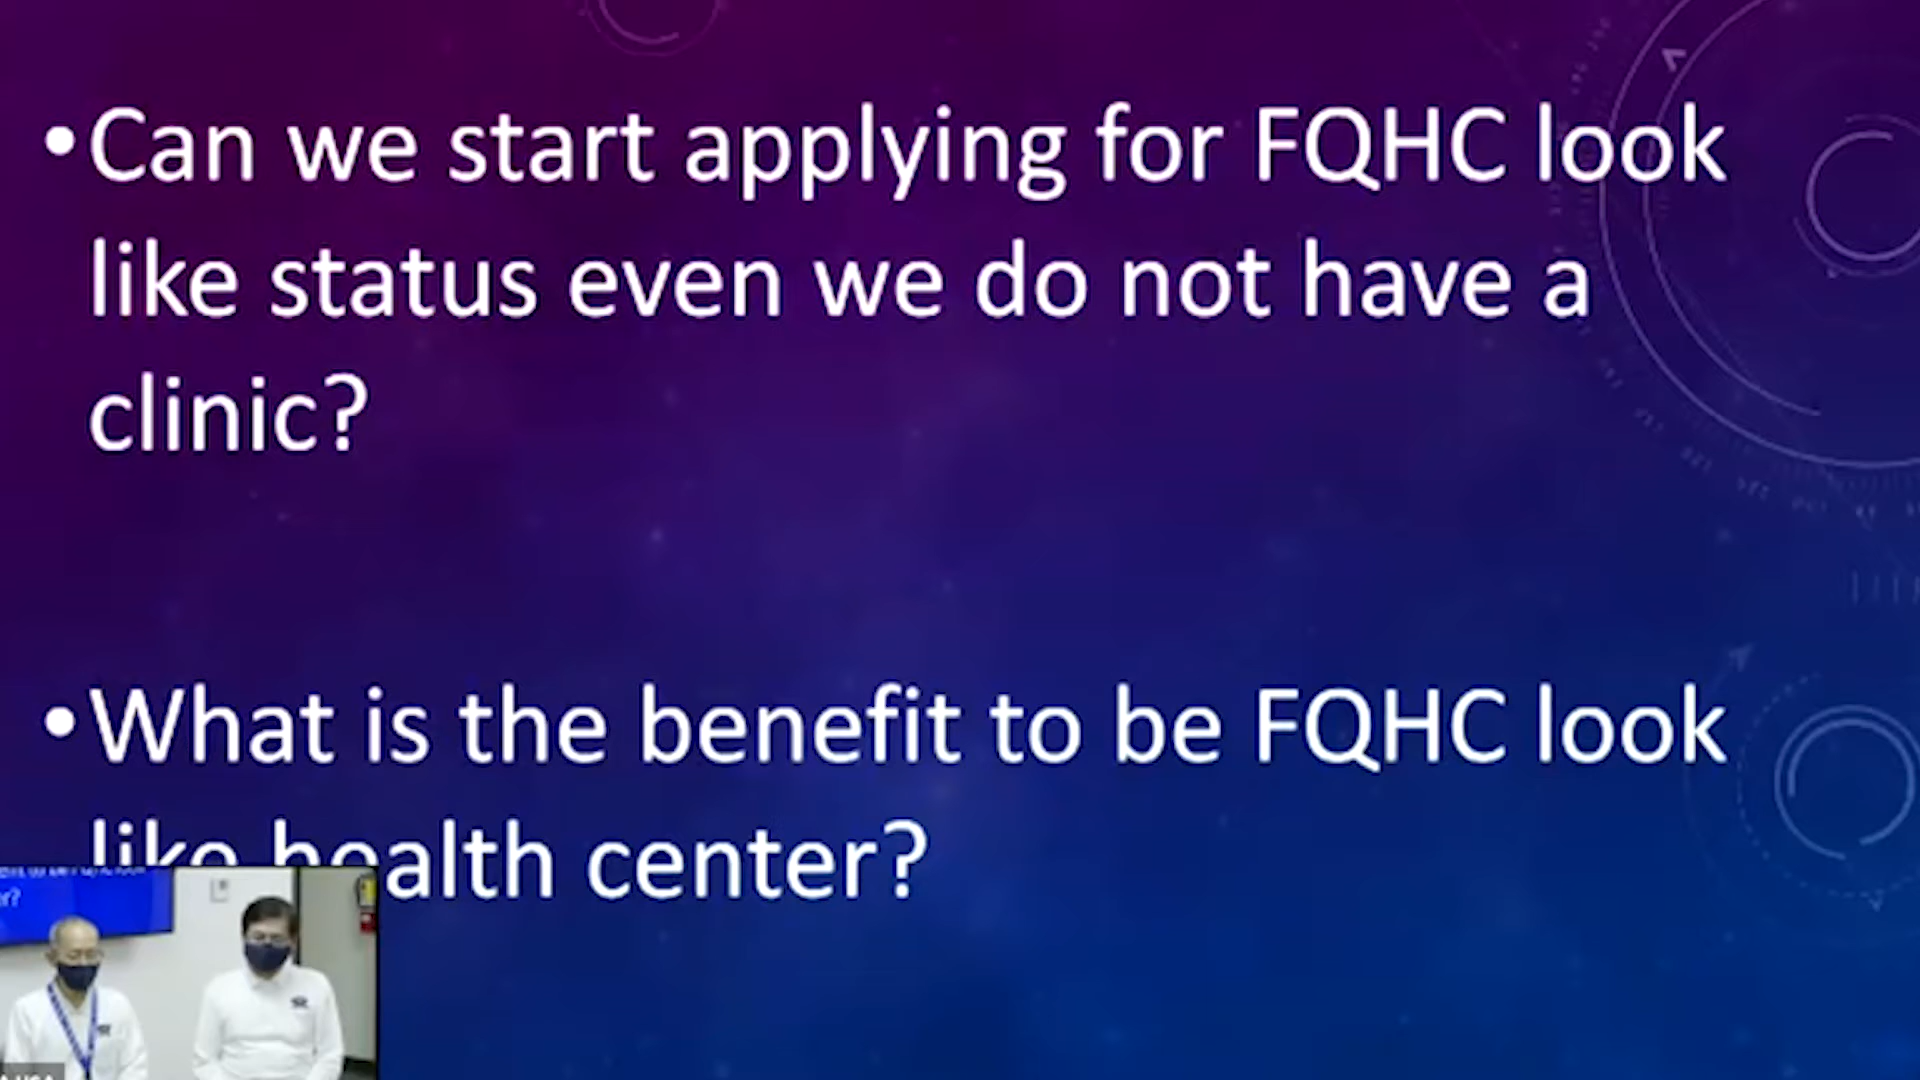 •Can we start applying for FQHC look
like status even we do not have a
clinic?
•What is the benefit to be FQHC look
like health center?